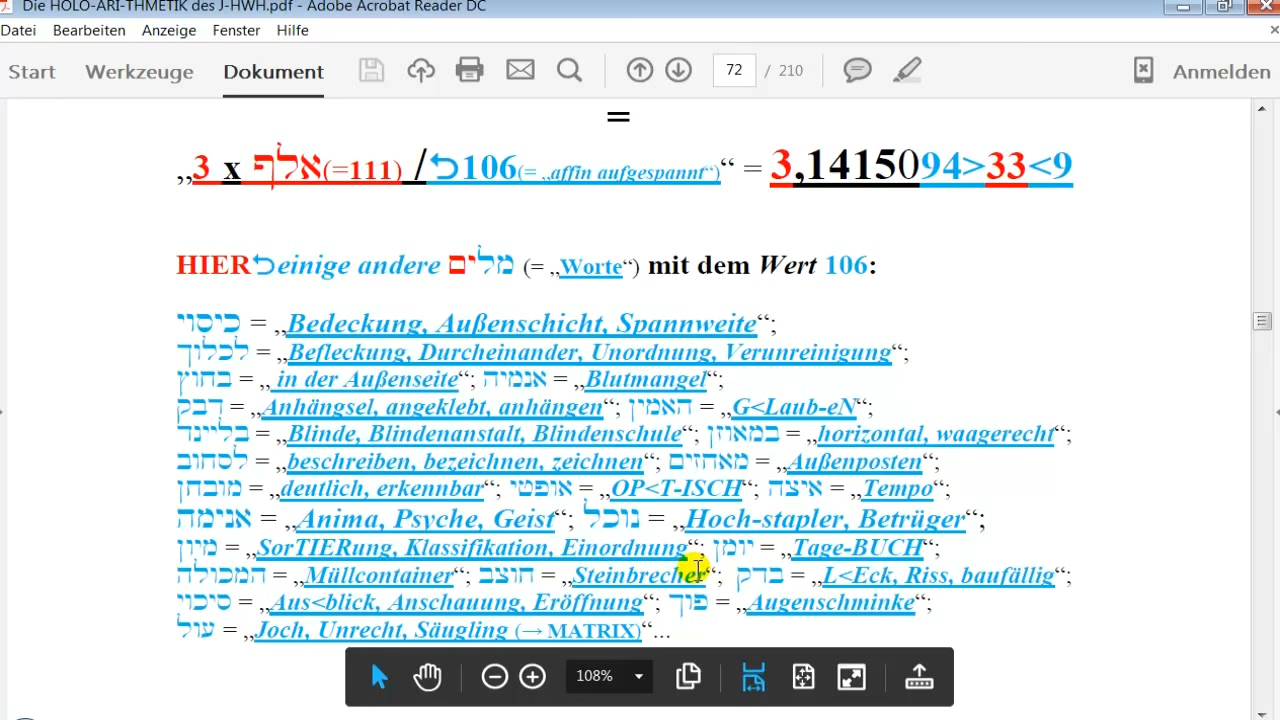 Die HOLO-ARI-THMETIK des J-HWH.pdf - Adobe Acrobat Reader DC
Datei Bearbeiten Anzeige Fenster Hilfe
Start Werkzeuge Dokument 72 / 210 Anmelden
=
„3 x אלף(=111) /כ106(= „affin aufgespannt“)“ = 3,1415094>33<9
HIERכeinige andere מלים (= „Worte“) mit dem Wert 106:
כיסוי = „Bedeckung, Außenschicht, Spannweite“;
לכלוך = „Befleckung, Durcheinander, Unordnung, Verunreinigung“;
בחוץ = „in der Außenseite“; אנמיה = „Blutmangel“;
דבק = „Anhängsel, angeklebt, anhängen“; האמין = „G<Laub-eN“;
בליינד = „Blinde, Blindenanstalt, Blindenschule“; במאוזן = „horizontal, waagerecht“;
לסחוב = „beschreiben, bezeichnen, zeichnen“; מאחזים = „Außenposten“;
מובחן = „deutlich, erkennbar“; אופטי = „OP<T-ISCH“; איצה = „Tempo“;
אנימה = „Anima, Psyche, Geist“; נוכל = „Hoch-stapler, Betrüger“;
מיון = „SorTIERung, Klassifikation, Einordnung“; יומן = „Tage-BUCH“;
המכולה = „Müllcontainer“; חוצב = „Steinbrecher“; בדק = „L<Eck, Riss, baufällig“;
סיכוי = „Aus<blick, Anschauung, Eröffnung“; פוך = „Augenschminke“;
עול = „Joch, Unrecht, Säugling (→ MATRIX)“...
108%